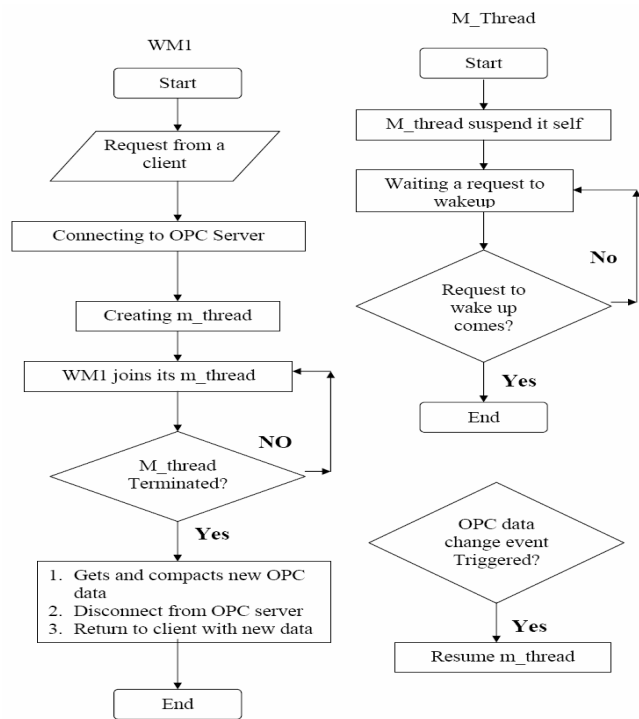 WM1
Start
Request from a
client
Connecting to OPC Server
Creating m_thread
WM1 joins its m_thread
NO
M_thread
Terminated?
Yes
1. Gets and compacts new OPC
data
2. Disconnect from OPC server
3. Return to client with new data
End
M_Thread
Start
M_thread suspend it self
Waiting a request to
wakeup
No
Request to
wake up
comes?
Yes
End
OPC data
change event
Triggered?
Yes
Resume m_thread